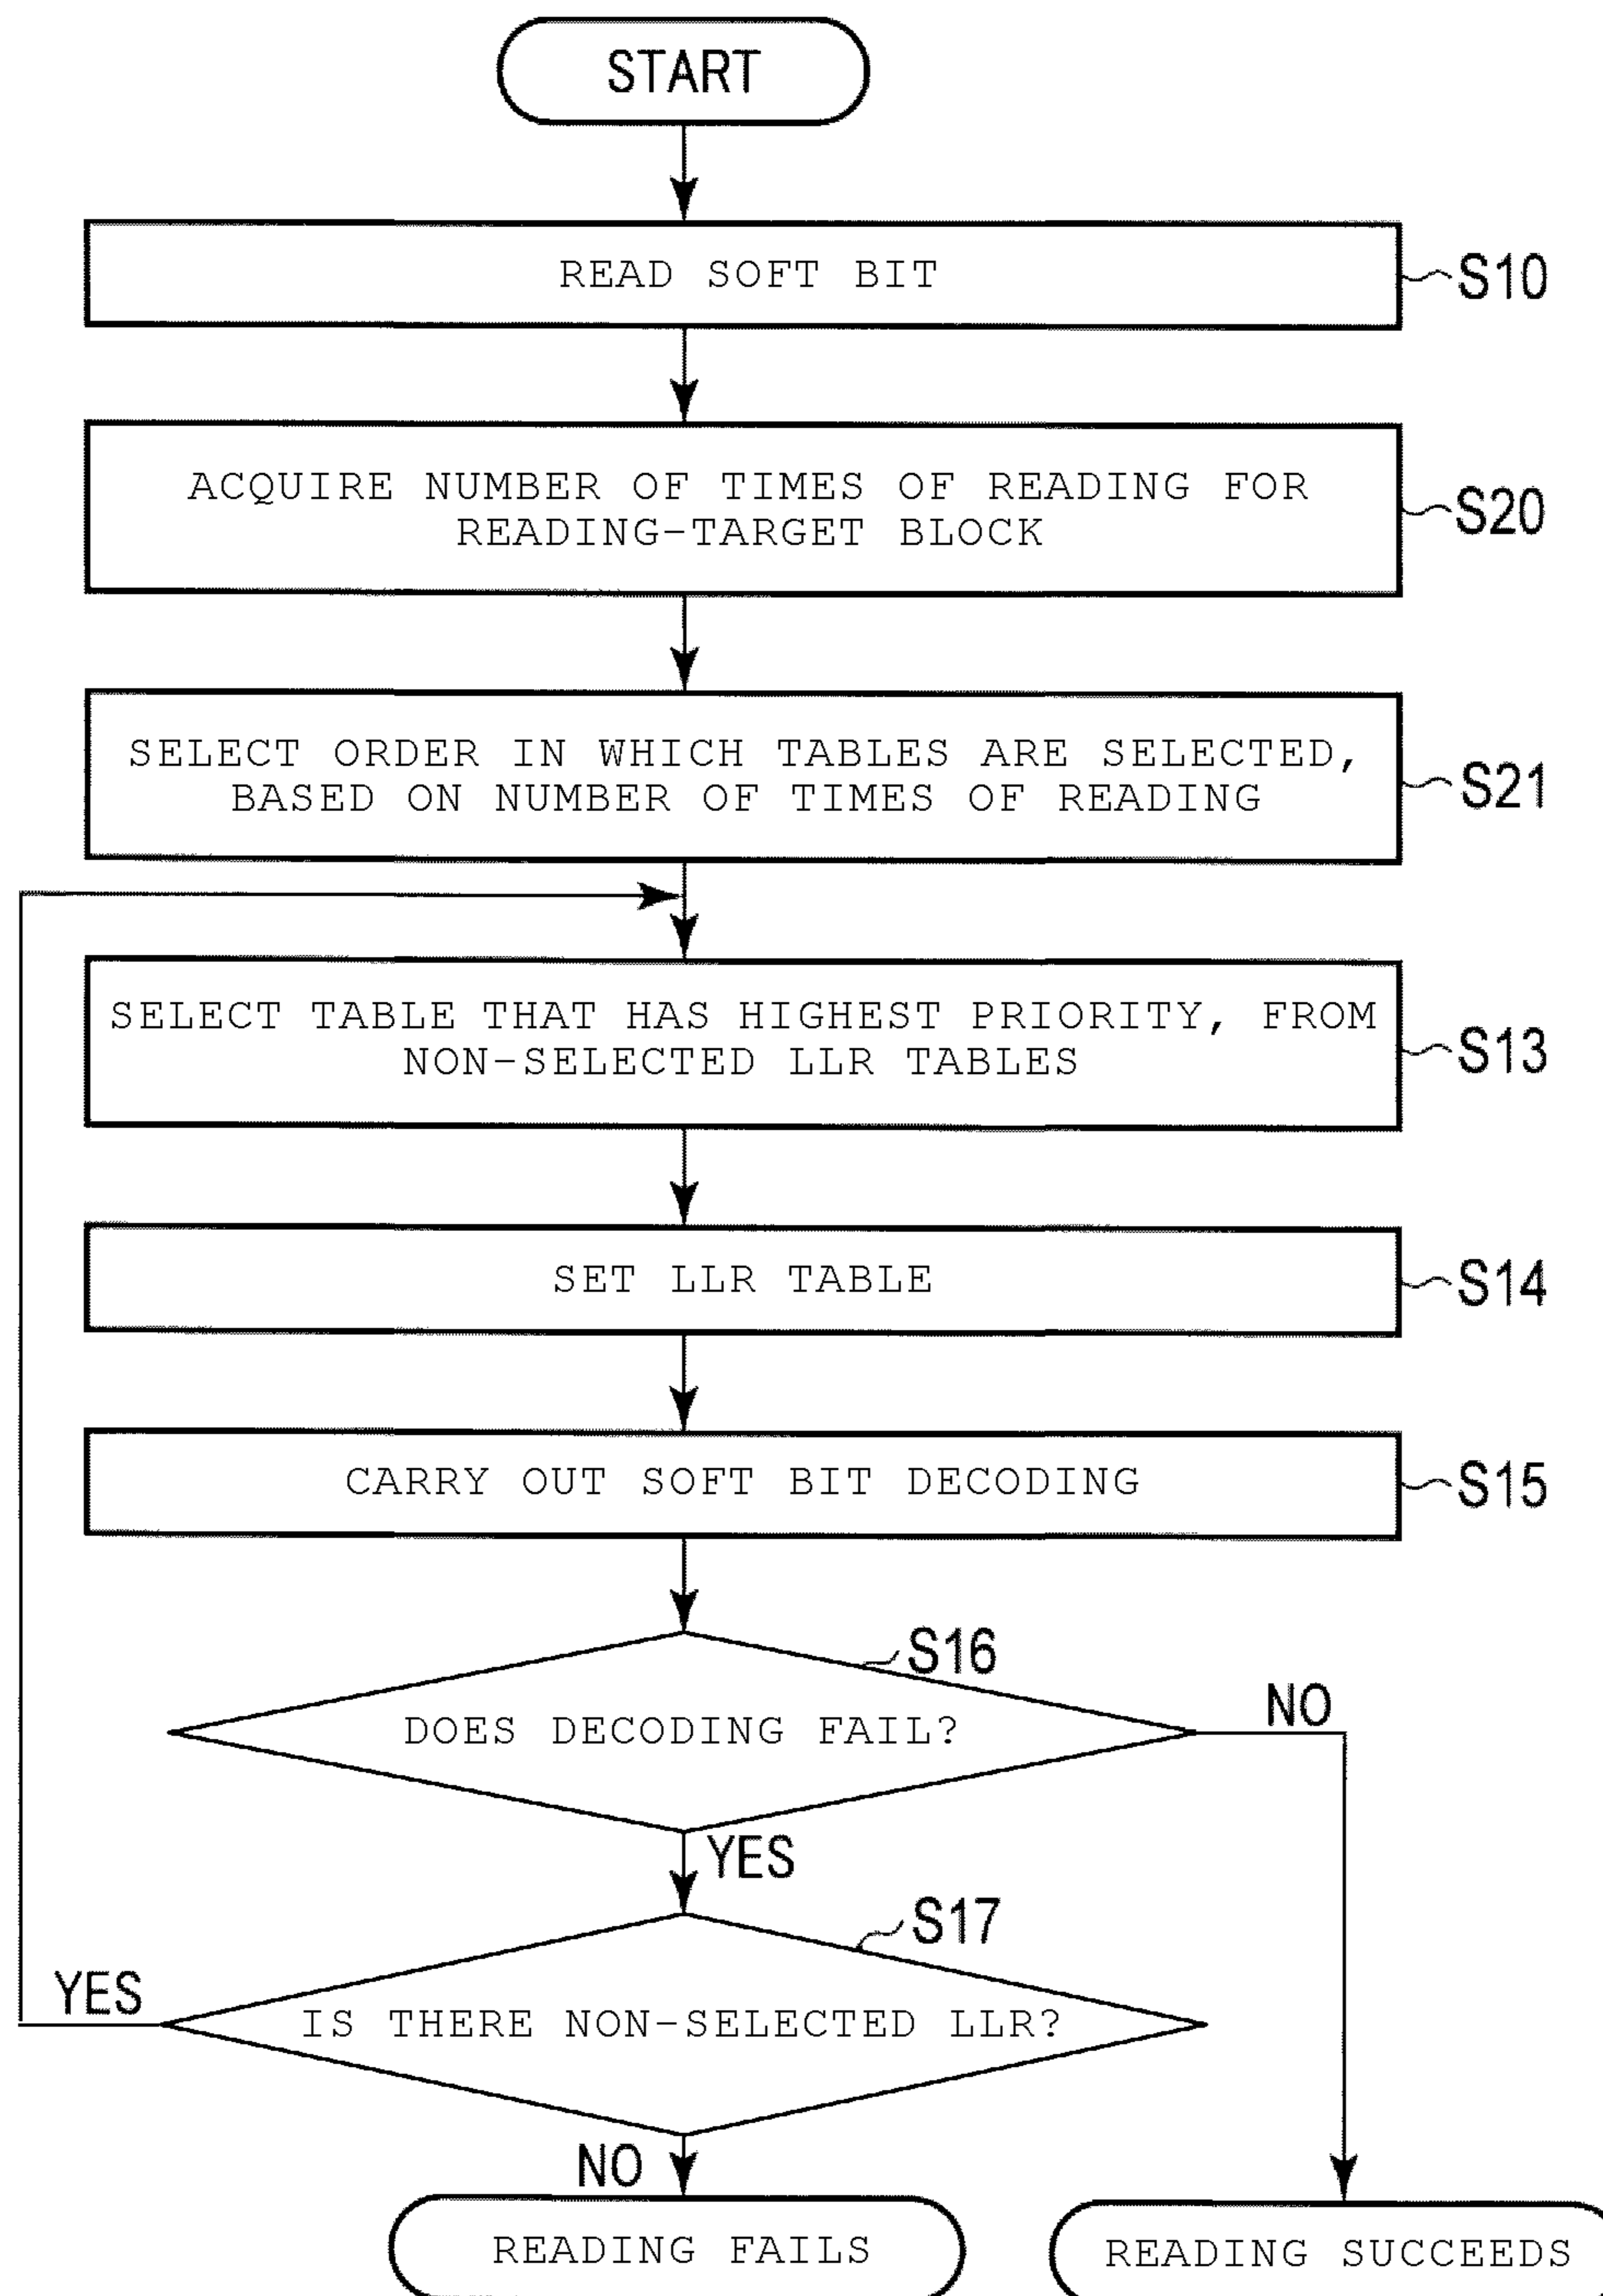 START
READ SOFT BIT
S10
ACQUIRE NUMBER OF TIMES OF READING FOR
READING-TARGET BLOCK
S20
SELECT ORDER IN WHICH TABLES ARE SELECTED,
BASED ON NUMBER OF TIMES OF READING
S21
SELECT TABLE THAT HAS HIGHEST PRIORITY, FROM
NON-SELECTED LLR TABLES
S13
SET LLR TABLE
S14
CARRY OUT SOFT BIT DECODING
S15
S16
DOES DECODING FAIL?
NO
YES
S17
IS THERE NON-SELECTED LLR?
YES
NO
READING FAILS
READING SUCCEEDS